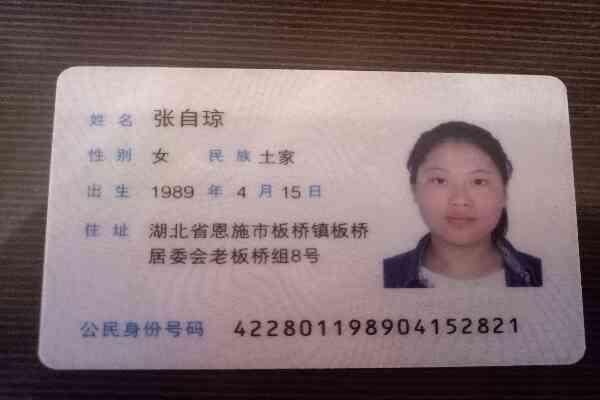 姓名 张自琼
性别 女 民族 土家
出生 1989 年 4 月 15 日
住址 湖北省恩施市板桥镇板桥
居委会老板桥组8号
公民身份号码 422801198904152821